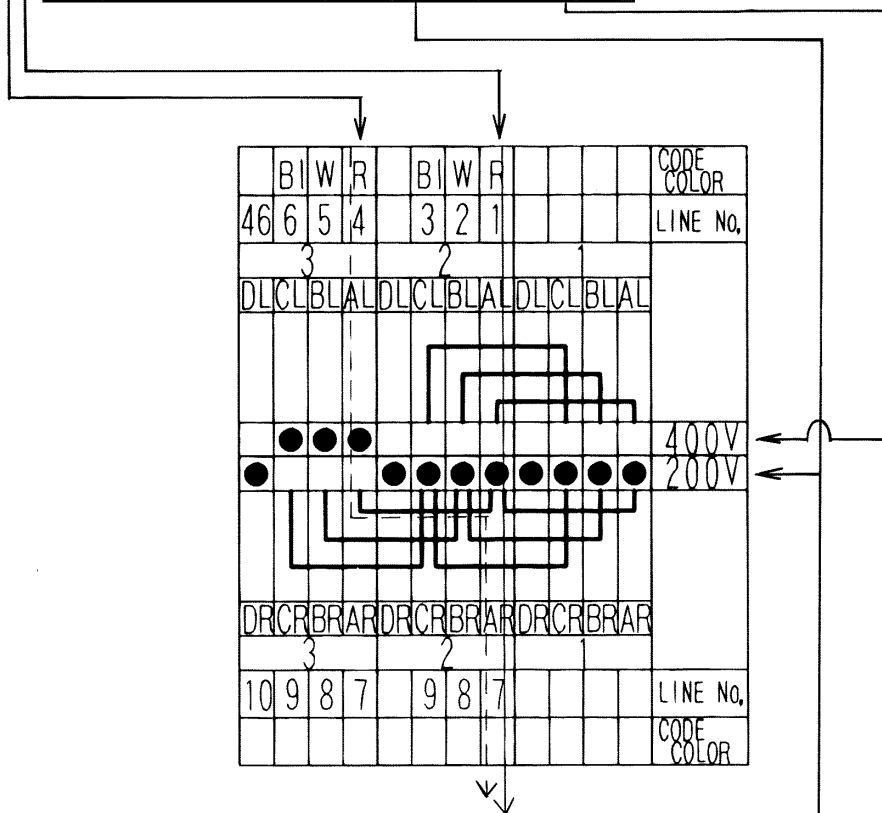 BI W R BI W R CODE COLOR
46 6 5 4 3 2 1 LINE No.
3 2 1
DL CL BL AL DL CL BL AL DL CL BL AL
400V
200V
DR CR BR AR DR CR BR AR DR CR BR AR
3 2 1
10 9 8 7 9 8 7 LINE No.
CODE COLOR